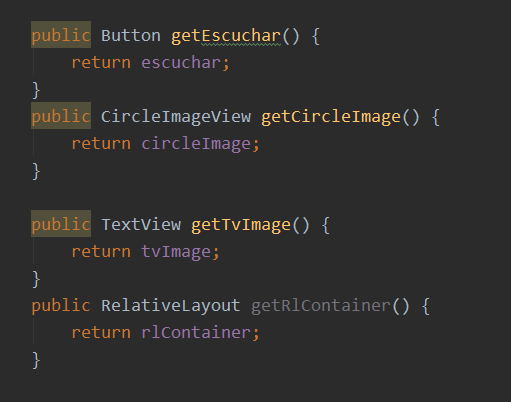 public Button getEscuchar() {
    return escuchar;
}
public CircleImageView getCircleImage() {
    return circleImage;
}

public TextView getTvImage() {
    return tvImage;
}
public RelativeLayout getRlContainer() {
    return rlContainer;
}